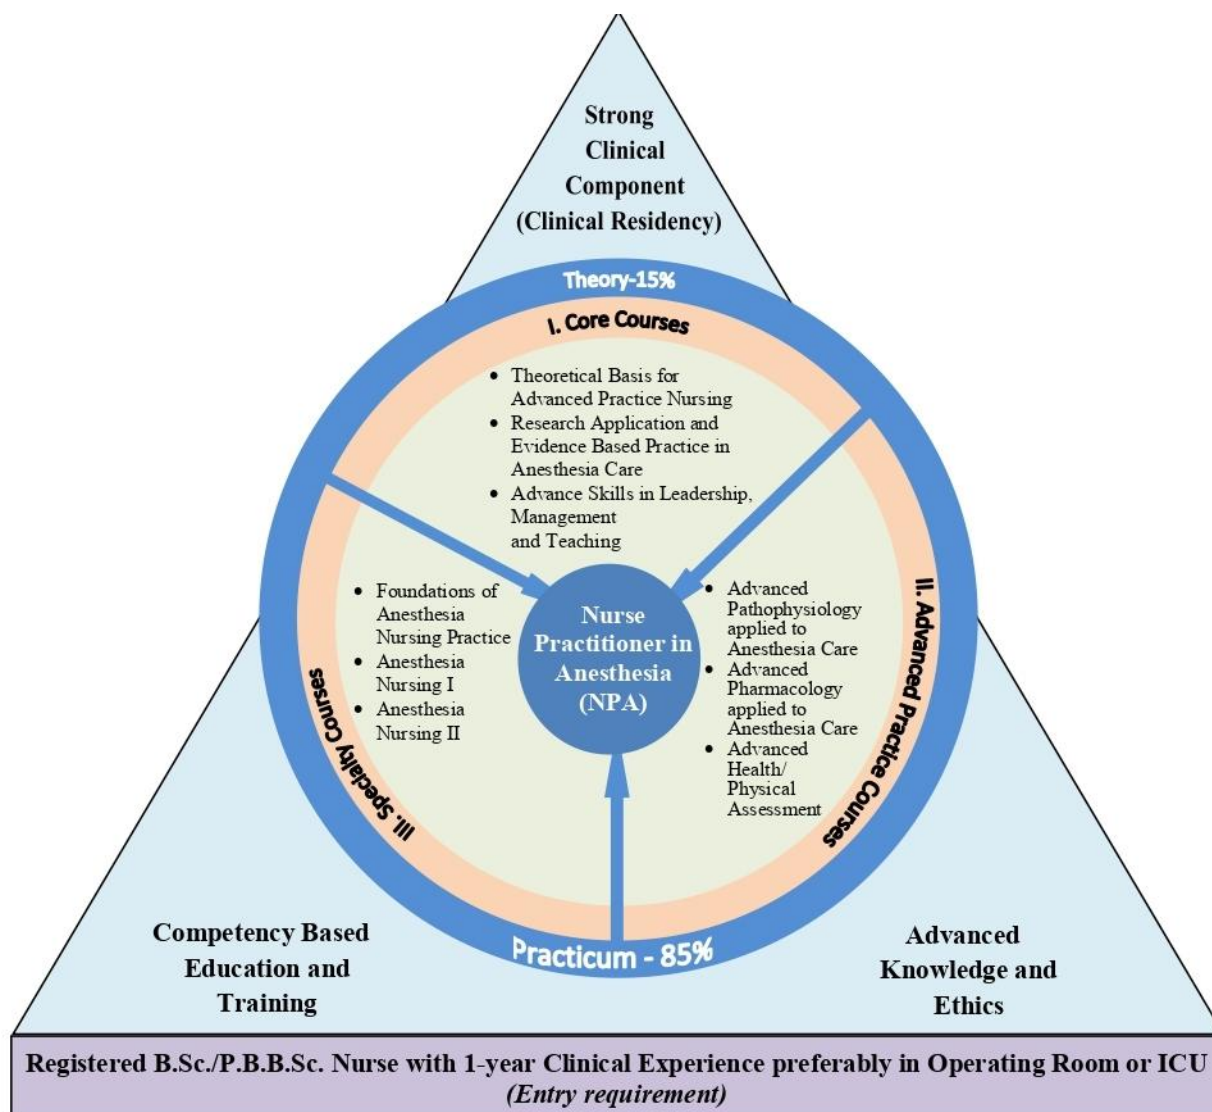 Strong
Clinical
Component
(Clinical Residency)
Theory-15%
I. Core Courses
• Theoretical Basis for
Advanced Practice Nursing
• Research Application and
Evidence Based Practice in
Anesthesia Care
• Advance Skills in Leadership,
Management
and Teaching
• Foundations of
Anesthesia
Nursing Practice
• Anesthesia
Nursing I
• Anesthesia
Nursing II
Nurse
Practitioner in
Anesthesia
(NPA)
• Advanced
Pathophysiology
applied to
Anesthesia Care
• Advanced
Pharmacology
applied to
Anesthesia Care
• Advanced
Health/
Physical
Assessment
II. Advanced Practice Courses
III. Specialty Courses
Practicum - 85%
Competency Based
Education and
Training
Advanced
Knowledge and
Ethics
Registered B.Sc./P.B.B.Sc. Nurse with 1-year Clinical Experience preferably in Operating Room or ICU
(Entry requirement)